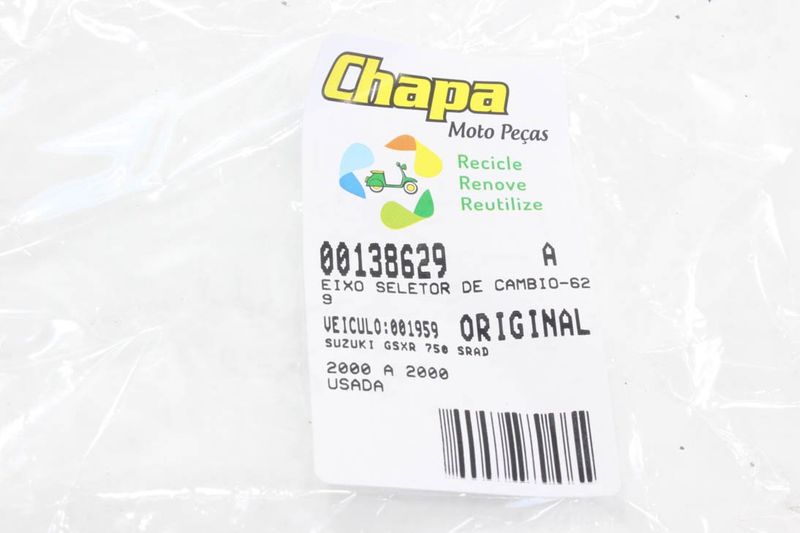 Chapa
Moto Peças
Recicle
Renove
Reutilize
00138629 A
EIXO SELETOR DE CAMBIO-62
9
VEICULO:001959 ORIGINAL
SUZUKI GSXR 750 SRAD
2000 A 2000
USADA